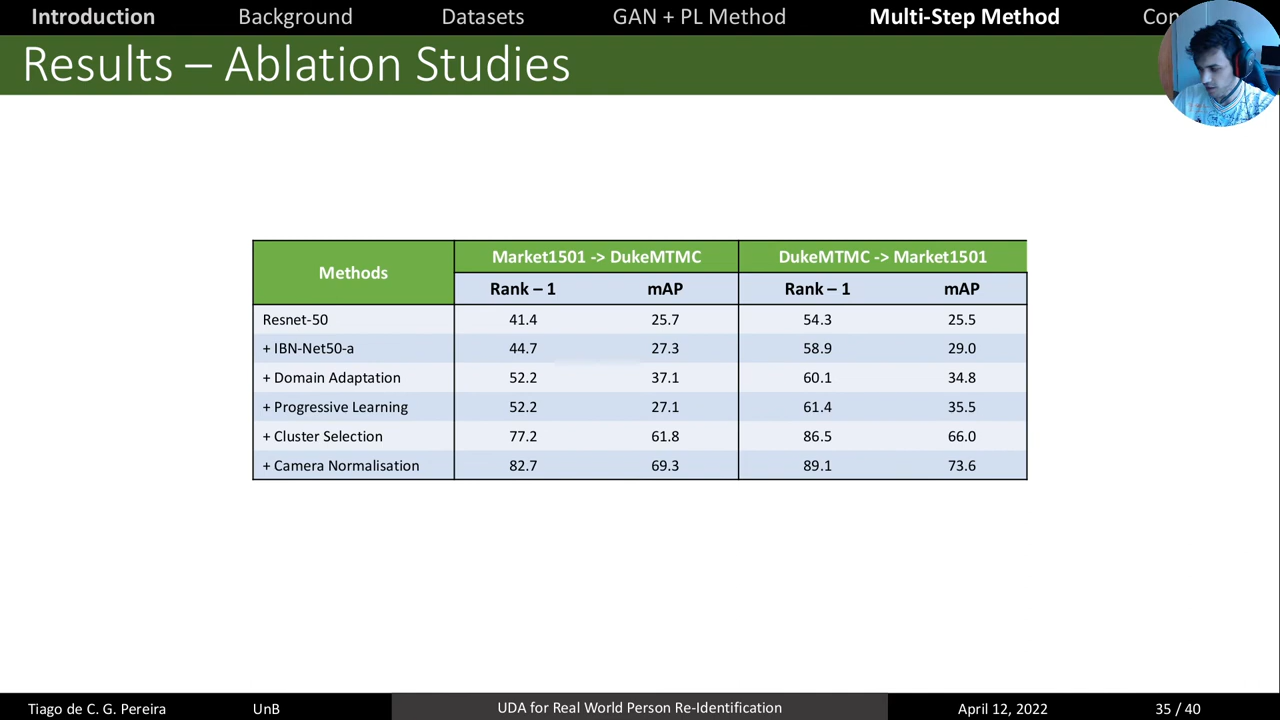 Introduction Background Datasets GAN + PL Method Multi-Step Method
Results – Ablation Studies
Methods Market1501 -> DukeMTMC DukeMTMC -> Market1501
Rank – 1 mAP Rank – 1 mAP
Resnet-50 41.4 25.7 54.3 25.5
+ IBN-Net50-a 44.7 27.3 58.9 29.0
+ Domain Adaptation 52.2 37.1 60.1 34.8
+ Progressive Learning 52.2 27.1 61.4 35.5
+ Cluster Selection 77.2 61.8 86.5 66.0
+ Camera Normalisation 82.7 69.3 89.1 73.6
Tiago de C. G. Pereira UnB UDA for Real World Person Re-Identification April 12, 2022 35 / 40